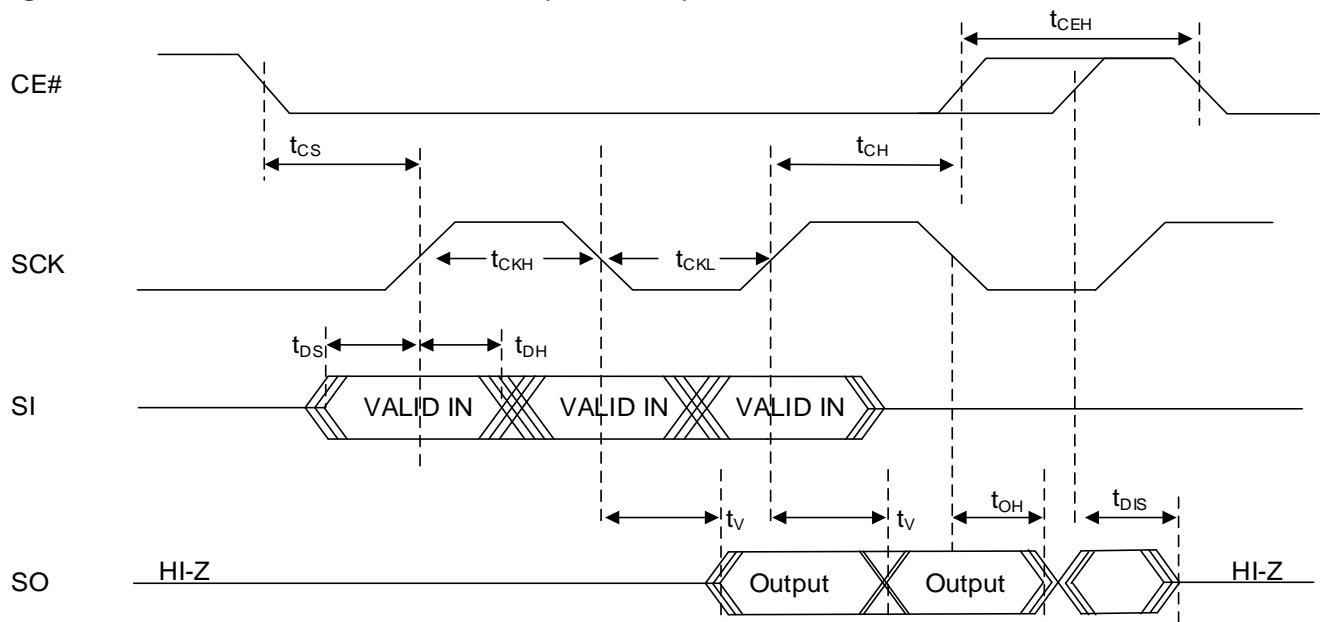 tCEH
CE#
tCS
tCH
SCK
tCKH
tCKL
tDS
tDH
SI
VALID IN
VALID IN
VALID IN
tV
tV
tOH
tDIS
SO
HI-Z
Output
Output
HI-Z